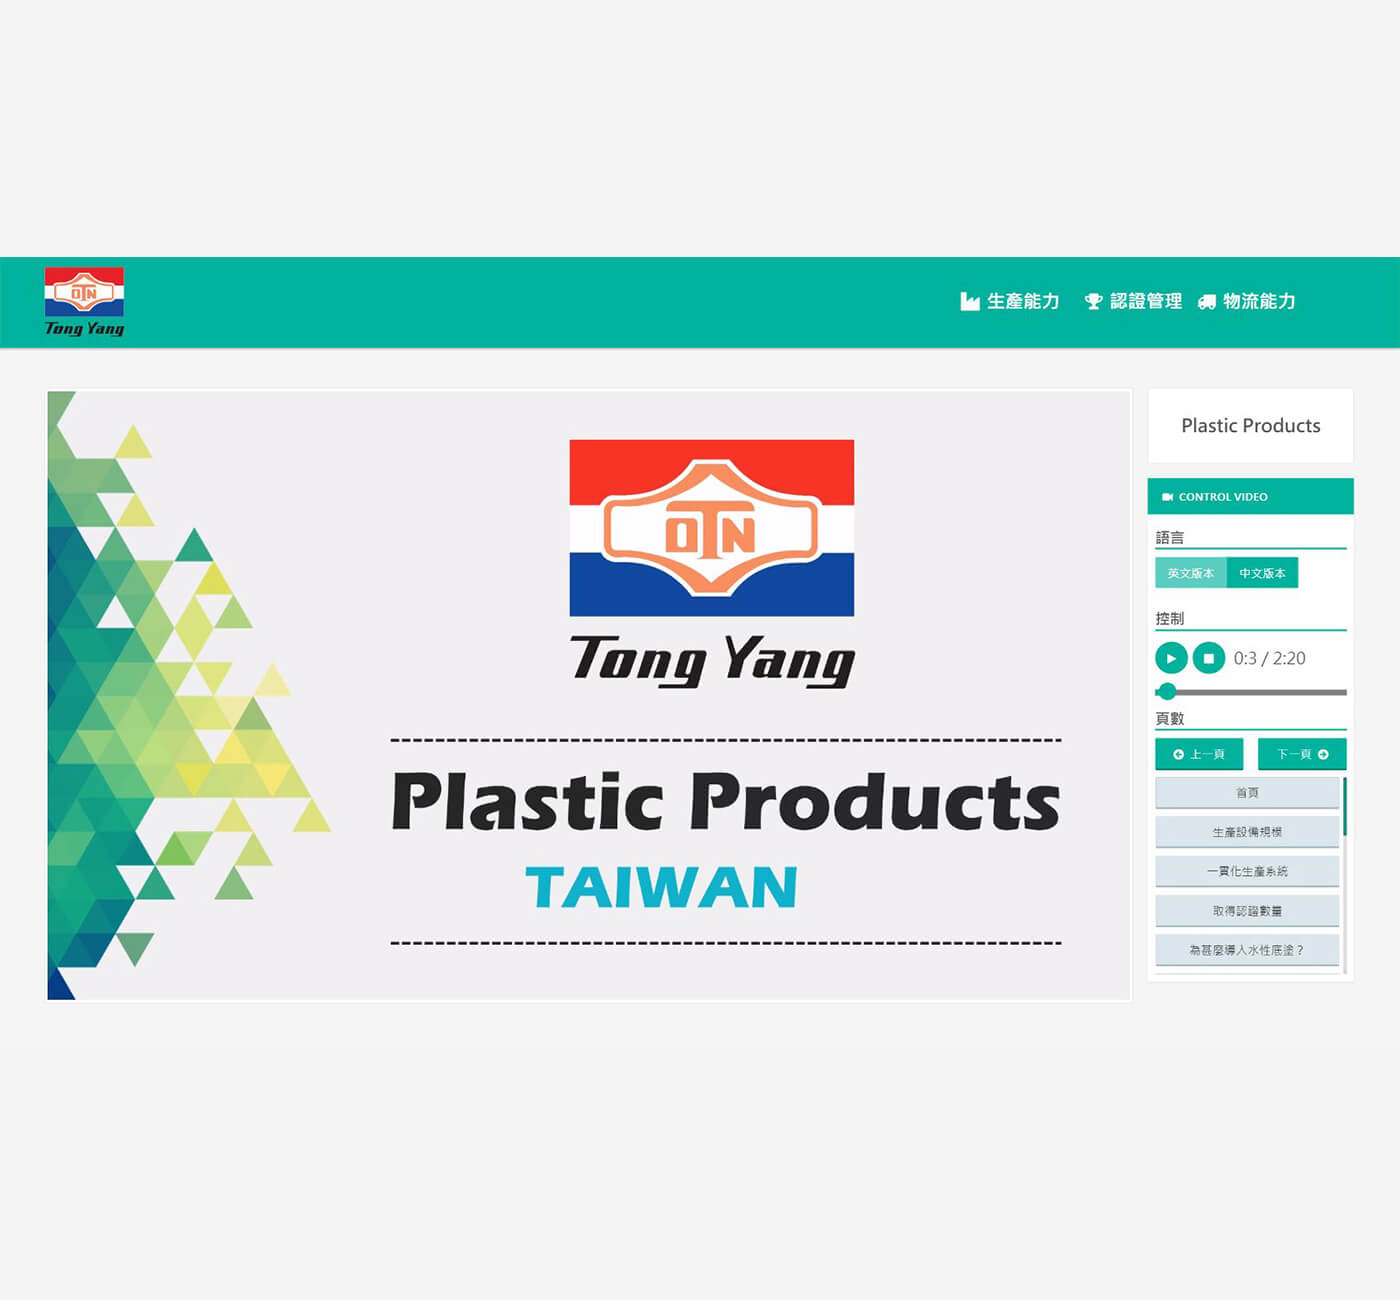 OTN
Tong Yang
生產能力 認證管理 物流能力
OTN
Tong Yang
Plastic Products
TAIWAN
Plastic Products
CONTROL VIDEO
語言
英文版本 中文版本
控制
0:3 / 2:20
頁數
上一頁 下一頁
首頁
生產設備規模
一貫化生產系統
取得認證數量
為甚麼導入水性底塗？